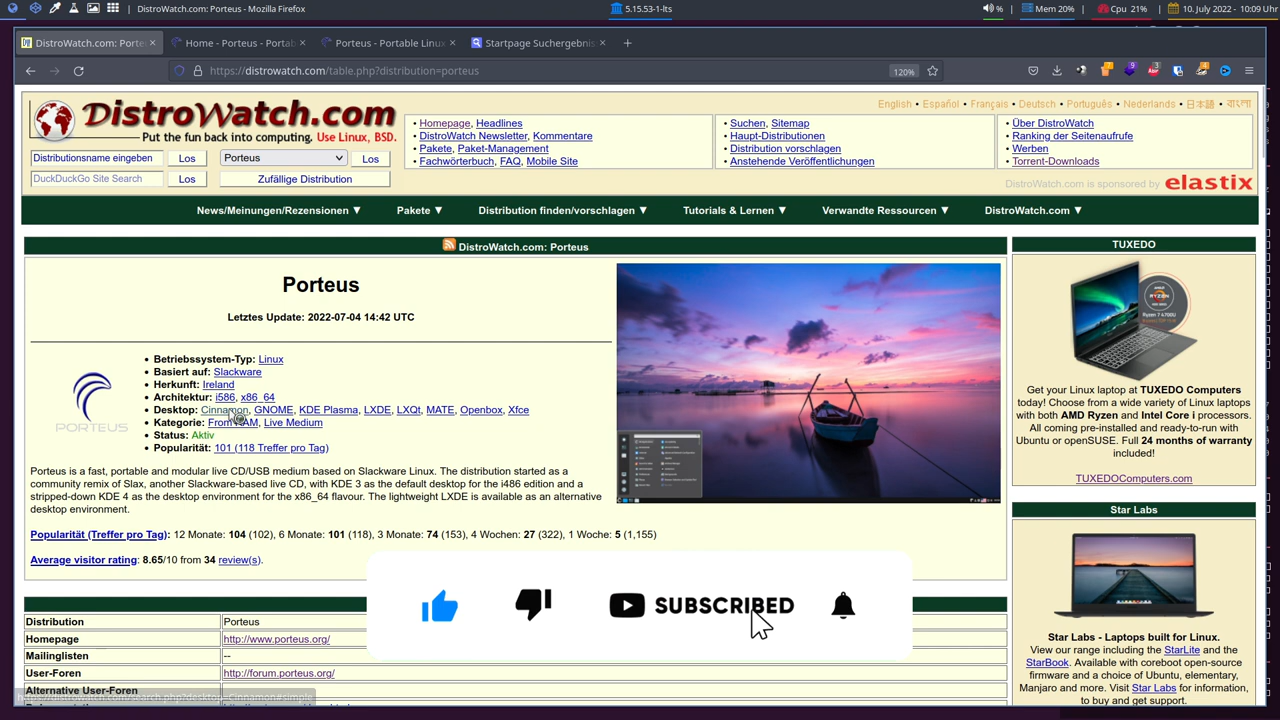 DistroWatch.com: Porteus - Mozilla Firefox
5.15.53-1-lts
%
Mem 20%
Cpu 21%
10. July 2022 - 10:09 Uhr
DistroWatch.com: Porte
Home - Porteus - Portab
Porteus - Portable Linux
Startpage Suchergebnis
https://distrowatch.com/table.php?distribution=porteus
120%
DistroWatch.com
Put the fun back into computing. Use Linux, BSD.
English • Español • Français • Deutsch • Português • Nederlands • 日本語 • বাংলা
• Homepage, Headlines
• DistroWatch Newsletter, Kommentare
• Pakete, Paket-Management
• Fachwörterbuch, FAQ, Mobile Site
• Suchen, Sitemap
• Haupt-Distributionen
• Distribution vorschlagen
• Anstehende Veröffentlichungen
• Über DistroWatch
• Ranking der Seitenaufrufe
• Werben
• Torrent-Downloads
Distributionsname eingeben Los
Porteus Los
DuckDuckGo Site Search Los
Zufällige Distribution
DistroWatch.com is sponsored by elastix
News/Meinungen/Rezensionen ▼ Pakete ▼ Distribution finden/vorschlagen ▼ Tutorials & Lernen ▼ Verwandte Ressourcen ▼ DistroWatch.com ▼
DistroWatch.com: Porteus
Porteus
Letztes Update: 2022-07-04 14:42 UTC
PORTEUS
• Betriebssystem-Typ: Linux
• Basiert auf: Slackware
• Herkunft: Ireland
• Architektur: i586, x86_64
• Desktop: Cinnamon, GNOME, KDE Plasma, LXDE, LXQt, MATE, Openbox, Xfce
• Kategorie: From RAM, Live Medium
• Status: Aktiv
• Popularität: 101 (118 Treffer pro Tag)
Porteus is a fast, portable and modular live CD/USB medium based on Slackware Linux. The distribution started as a
community remix of Slax, another Slackware-based live CD, with KDE 3 as the default desktop for the i486 edition and a
stripped-down KDE 4 as the desktop environment for the x86_64 flavour. The lightweight LXDE is available as an alternative
desktop environment.
Popularität (Treffer pro Tag): 12 Monate: 104 (102), 6 Monate: 101 (118), 3 Monate: 74 (153), 4 Wochen: 27 (322), 1 Woche: 5 (1,155)
Average visitor rating: 8.65/10 from 34 review(s).
Distribution Porteus
Homepage http://www.porteus.org/
Mailinglisten --
User-Foren http://forum.porteus.org/
Alternative User-Foren
https://distrowatch.com/search.php?desktop=Cinnamon#simple
SUBSCRIBED
TUXEDO
RYZEN
Get your Linux laptop at TUXEDO Computers
today! Choose from a wide variety of Linux laptops
with both AMD Ryzen and Intel Core i processors.
All coming pre-installed and ready-to-run with
Ubuntu or openSUSE. Full 24 months of warranty
included!
TUXEDOComputers.com
Star Labs
Star Labs - Laptops built for Linux.
View our range including the StarLite and the
StarBook. Available with coreboot open-source
firmware and a choice of Ubuntu, elementary,
Manjaro and more. Visit Star Labs for information,
to buy and get support.